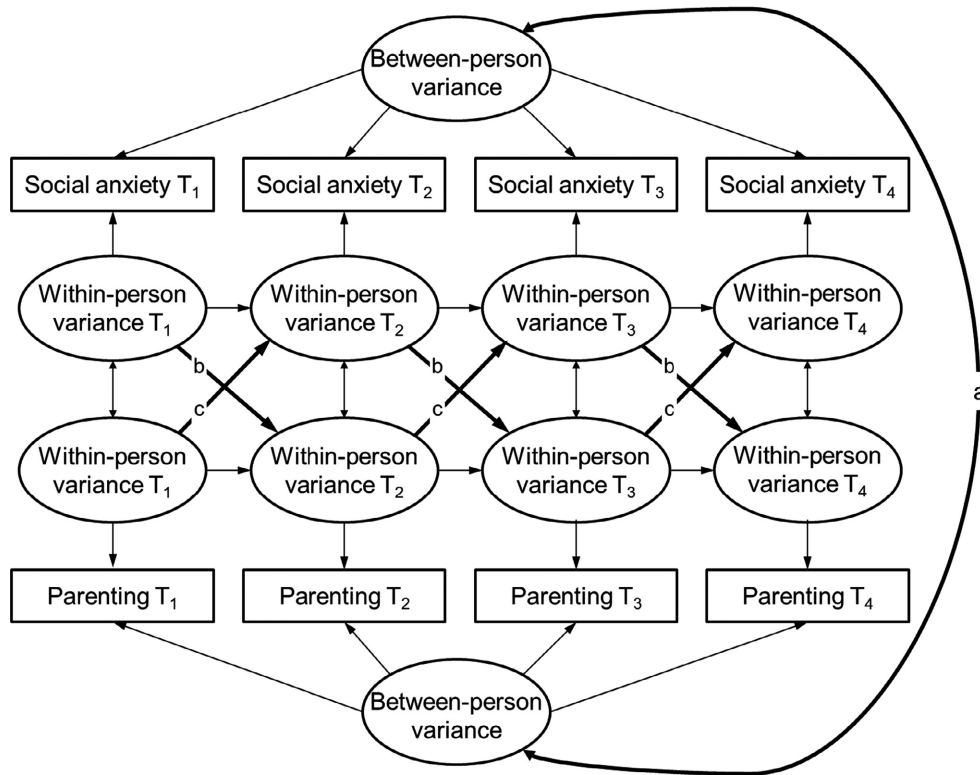 Between-person
variance
Social anxiety T₁
Social anxiety T₂
Social anxiety T₃
Social anxiety T₄
Within-person
variance T₁
Within-person
variance T₂
Within-person
variance T₃
Within-person
variance T₄
b
c
b
c
b
c
a
Within-person
variance T₁
Within-person
variance T₂
Within-person
variance T₃
Within-person
variance T₄
Parenting T₁
Parenting T₂
Parenting T₃
Parenting T₄
Between-person
variance